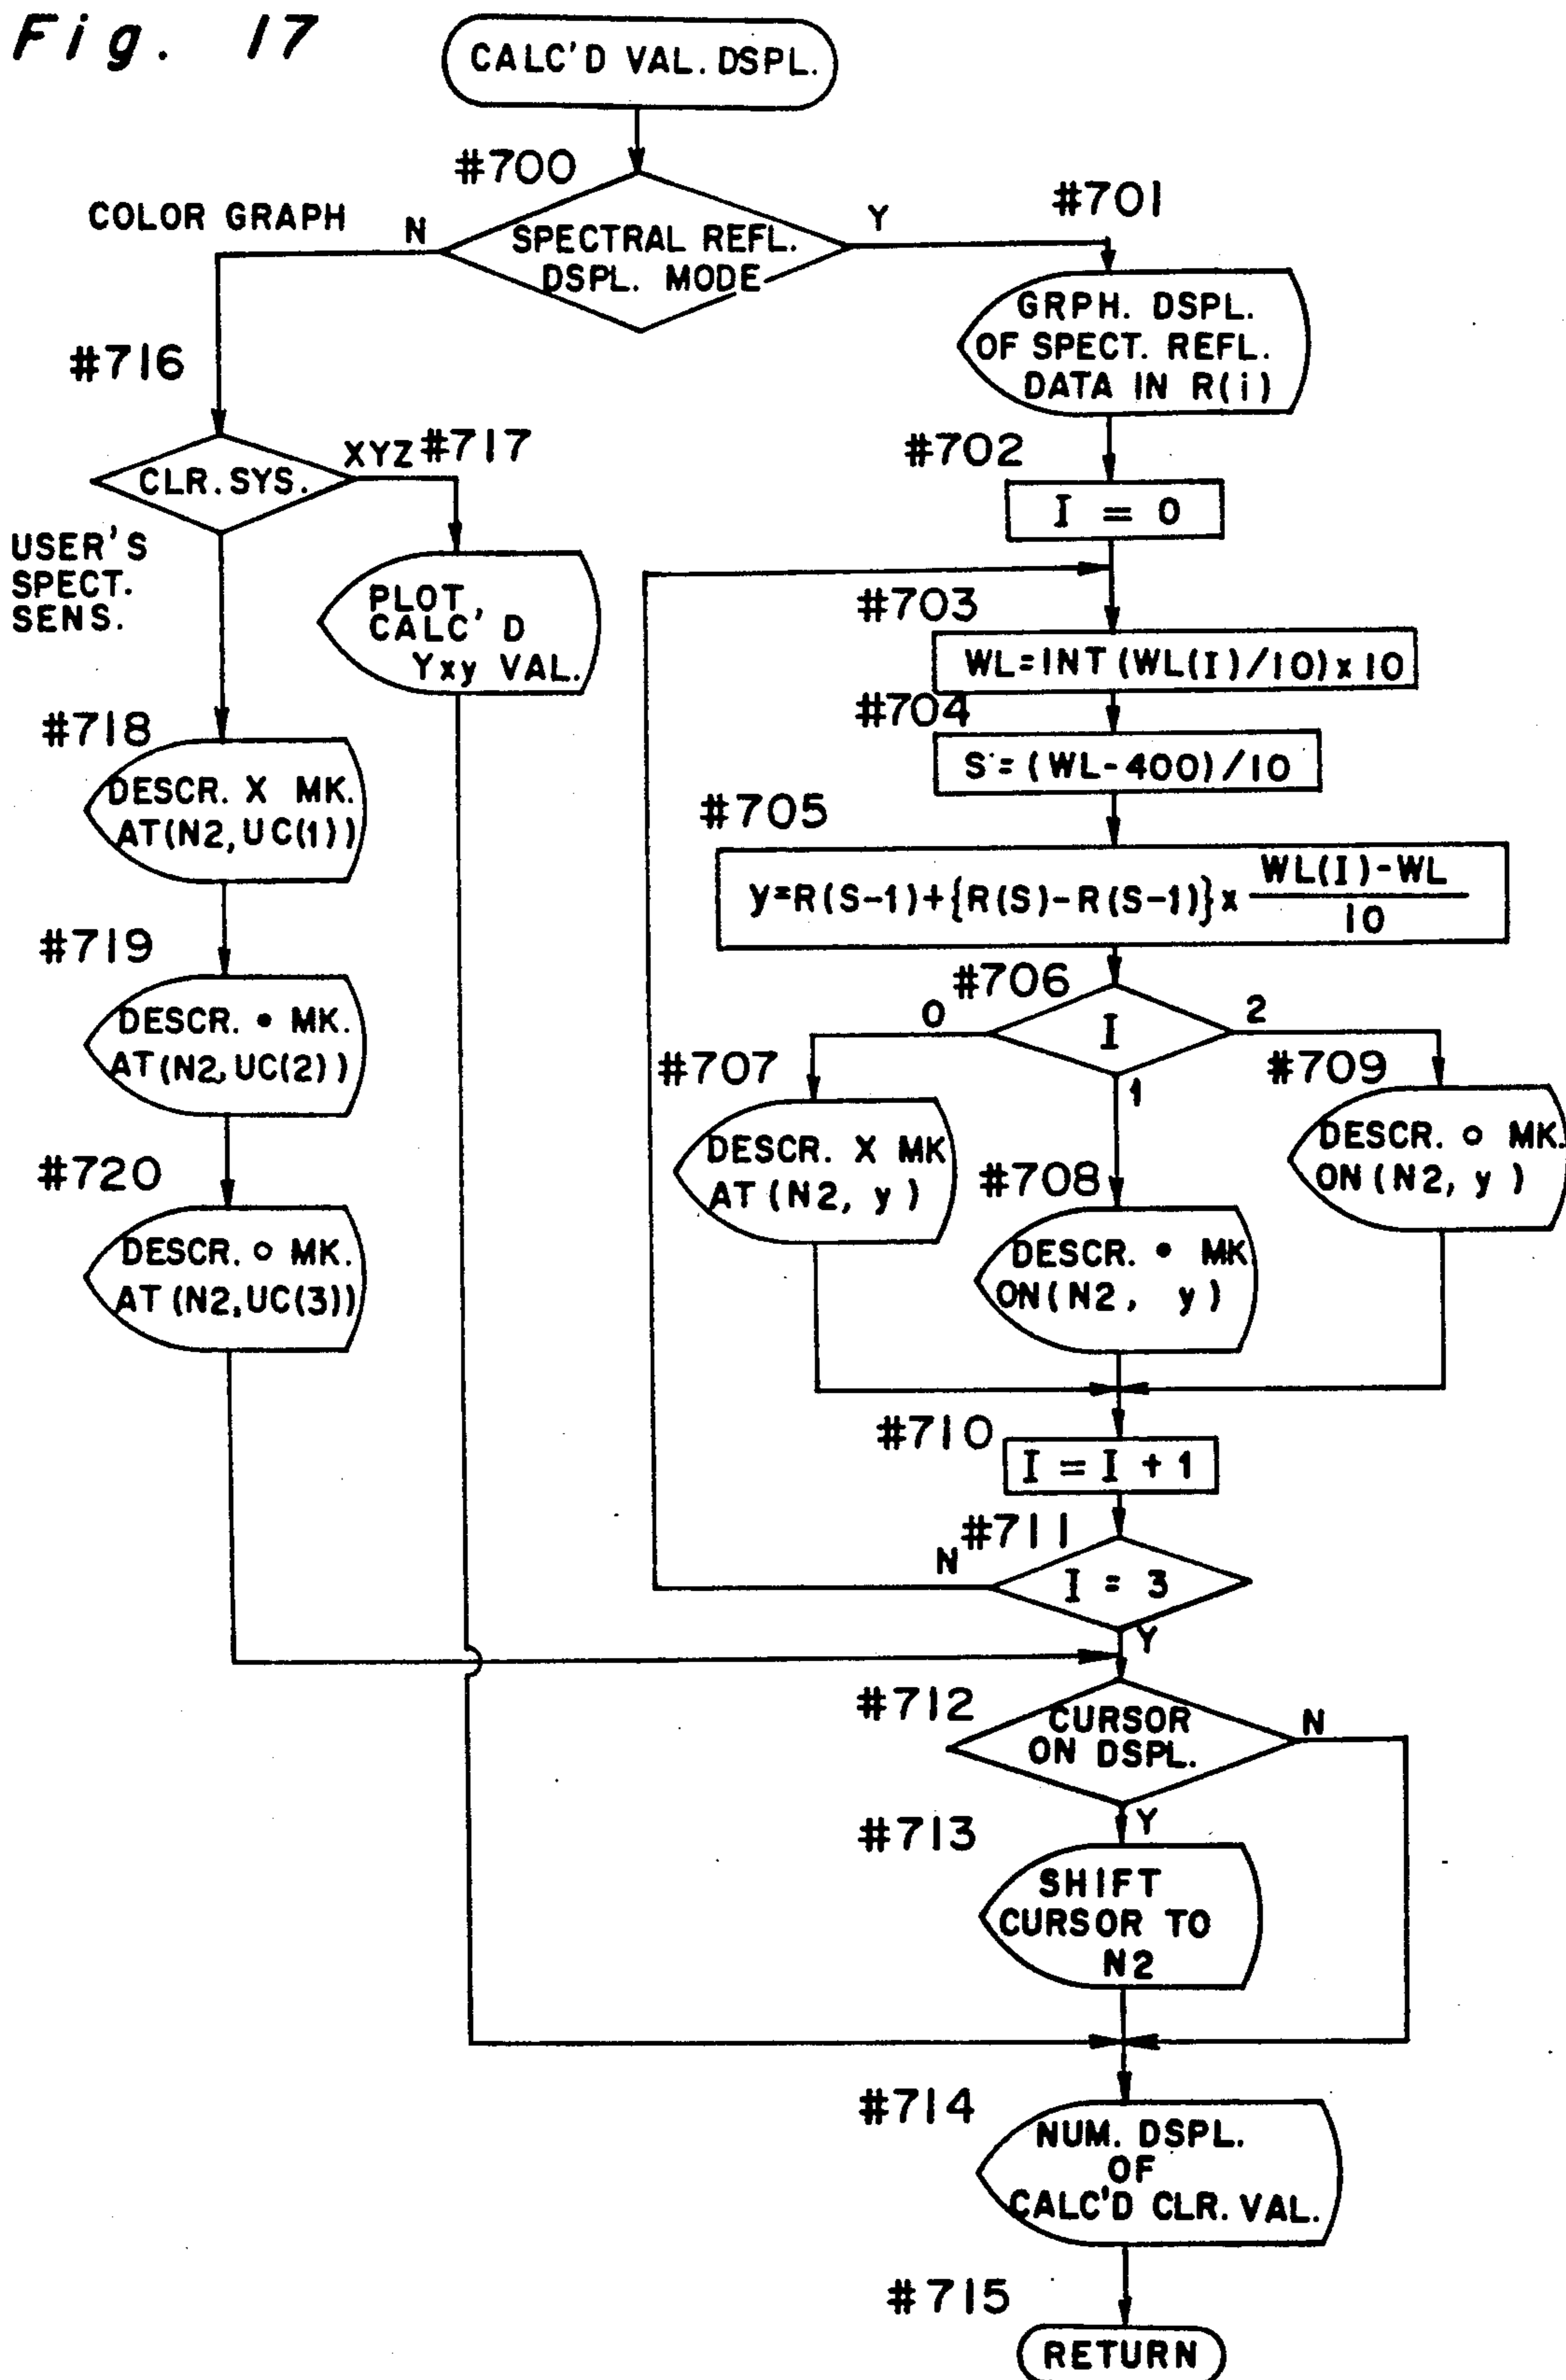 Fig. 17
CALC'D VAL. DSPL.
#700
COLOR GRAPH
N
SPECTRAL REFL.
DSPL. MODE
Y
#701
GRPH. DSPL.
OF SPECT. REFL.
DATA IN R(i)
#716
CLR. SYS.
XYZ
#717
USER'S
SPECT.
SENS.
PLOT
CALC'D
Yxy VAL.
#702
I = 0
#703
WL=INT(WL(I)/10)x10
#704
S=(WL-400)/10
#705
y=R(S-1)+{R(S)-R(S-1)}x WL(I)-WL
10
#718
DESCR. X MK.
AT(N2,UC(1))
#719
DESCR. • MK.
AT(N2,UC(2))
#720
DESCR. o MK.
AT(N2,UC(3))
#706
0
I
2
1
#707
DESCR. X MK
AT (N2, y)
#708
DESCR. • MK
ON(N2, y)
#709
DESCR. o MK.
ON(N2, y)
#710
I = I + 1
#711
N
I = 3
Y
#712
CURSOR
ON DSPL.
N
Y
#713
SHIFT
CURSOR TO
N2
#714
NUM. DSPL.
OF
CALC'D CLR. VAL.
#715
RETURN